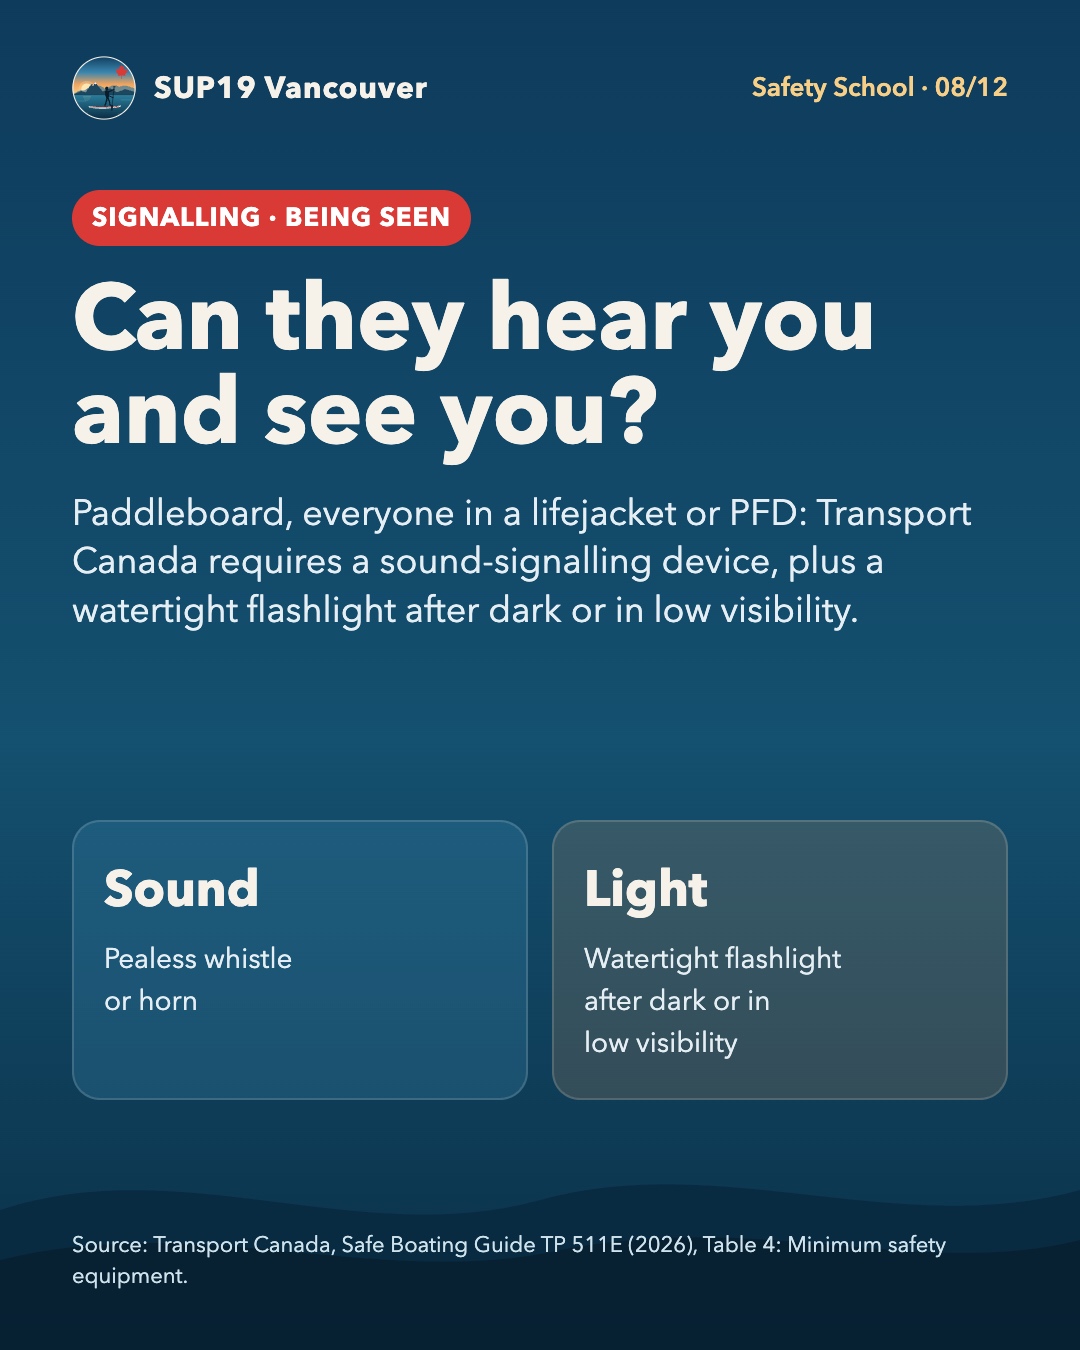 SUP19 Vancouver
Safety School · 08/12
SIGNALLING · BEING SEEN
Can they hear you
and see you?
Paddleboard, everyone in a lifejacket or PFD: Transport
Canada requires a sound-signalling device, plus a
watertight flashlight after dark or in low visibility.
Sound
Pealess whistle
or horn
Light
Watertight flashlight
after dark or in
low visibility
Source: Transport Canada, Safe Boating Guide TP 511E (2026), Table 4: Minimum safety
equipment.